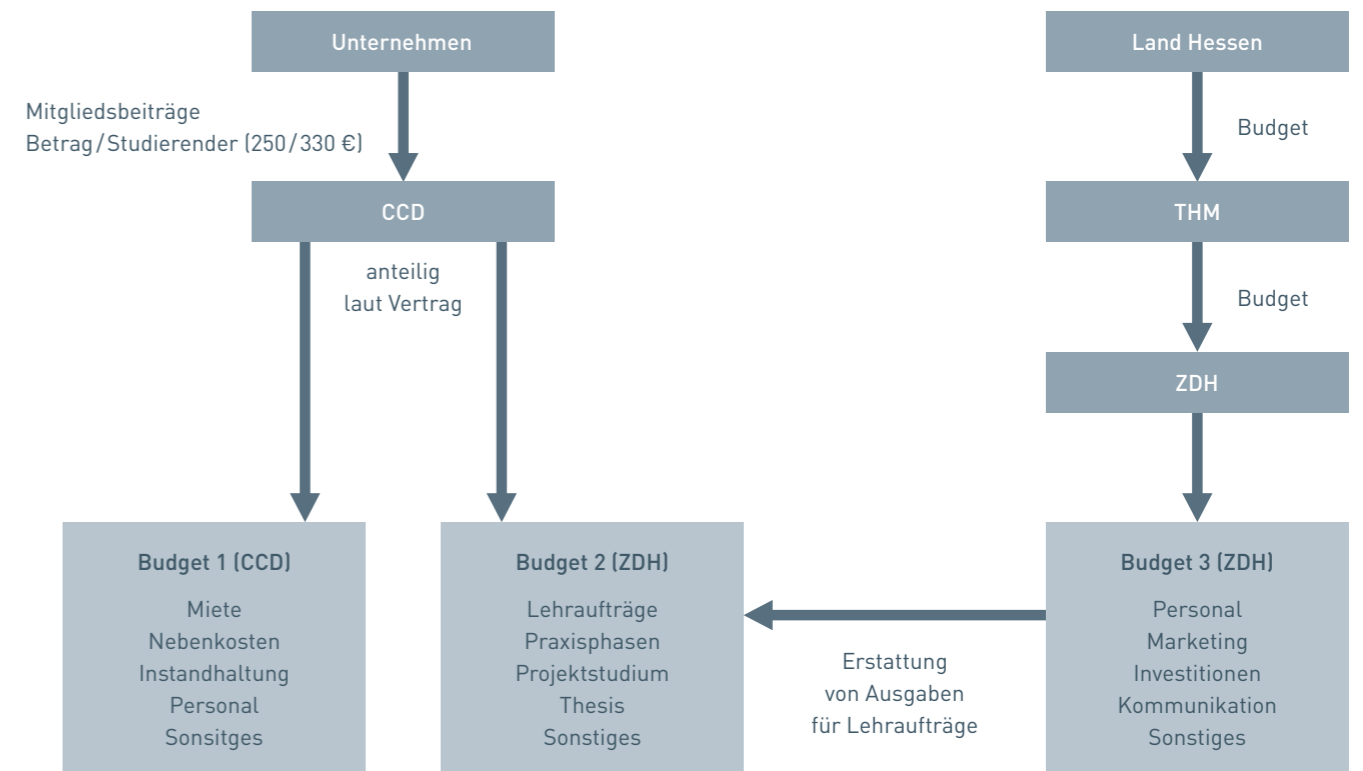 Unternehmen
Land Hessen
Mitgliedsbeiträge
Betrag/Studierender (250/330 €)
Budget
CCD
THM
anteilig
laut Vertrag
Budget
ZDH
Budget 1 (CCD)
Miete
Nebenkosten
Instandhaltung
Personal
Sonsitges
Budget 2 (ZDH)
Lehraufträge
Praxisphasen
Projektstudium
Thesis
Sonstiges
Erstattung
von Ausgaben
für Lehraufträge
Budget 3 (ZDH)
Personal
Marketing
Investitionen
Kommunikation
Sonstiges